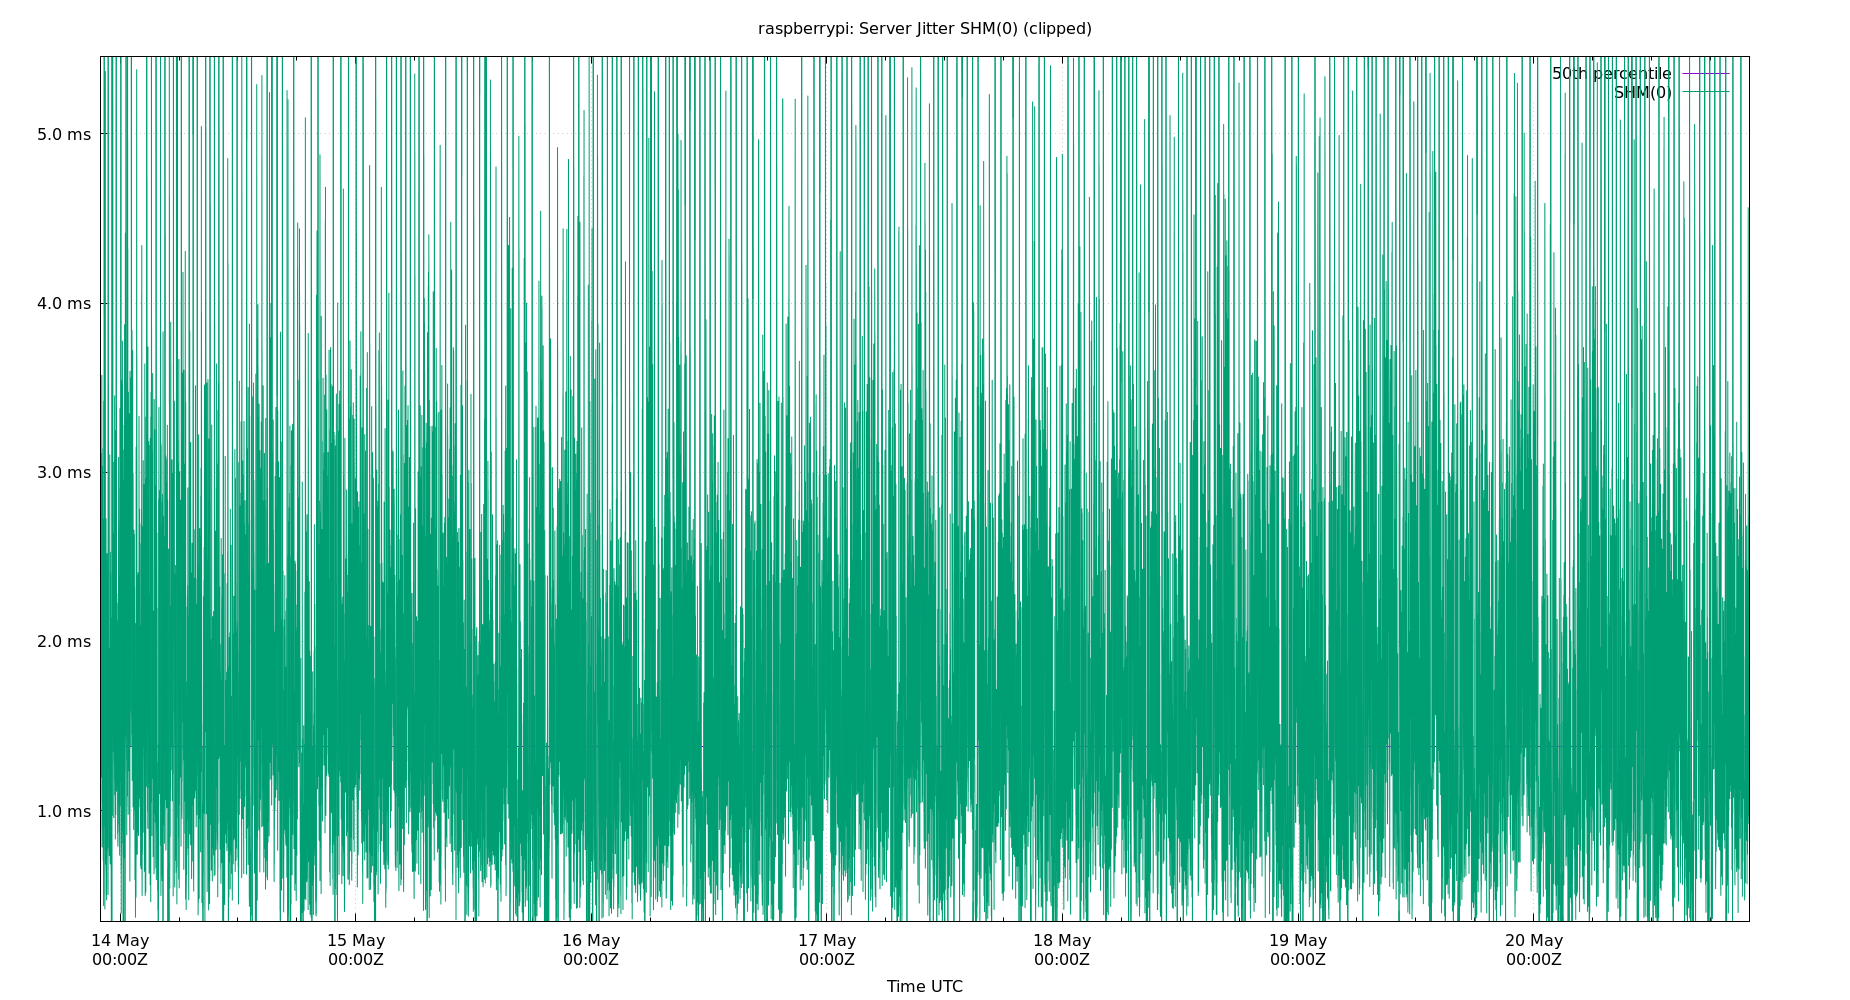 raspberrypi: Server Jitter SHM(0) (clipped)
50th percentile
SHM(0)
5.0 ms
4.0 ms
3.0 ms
2.0 ms
1.0 ms
14 May 15 May 16 May 17 May 18 May 19 May 20 May
00:00Z 00:00Z 00:00Z 00:00Z 00:00Z 00:00Z 00:00Z
Time UTC